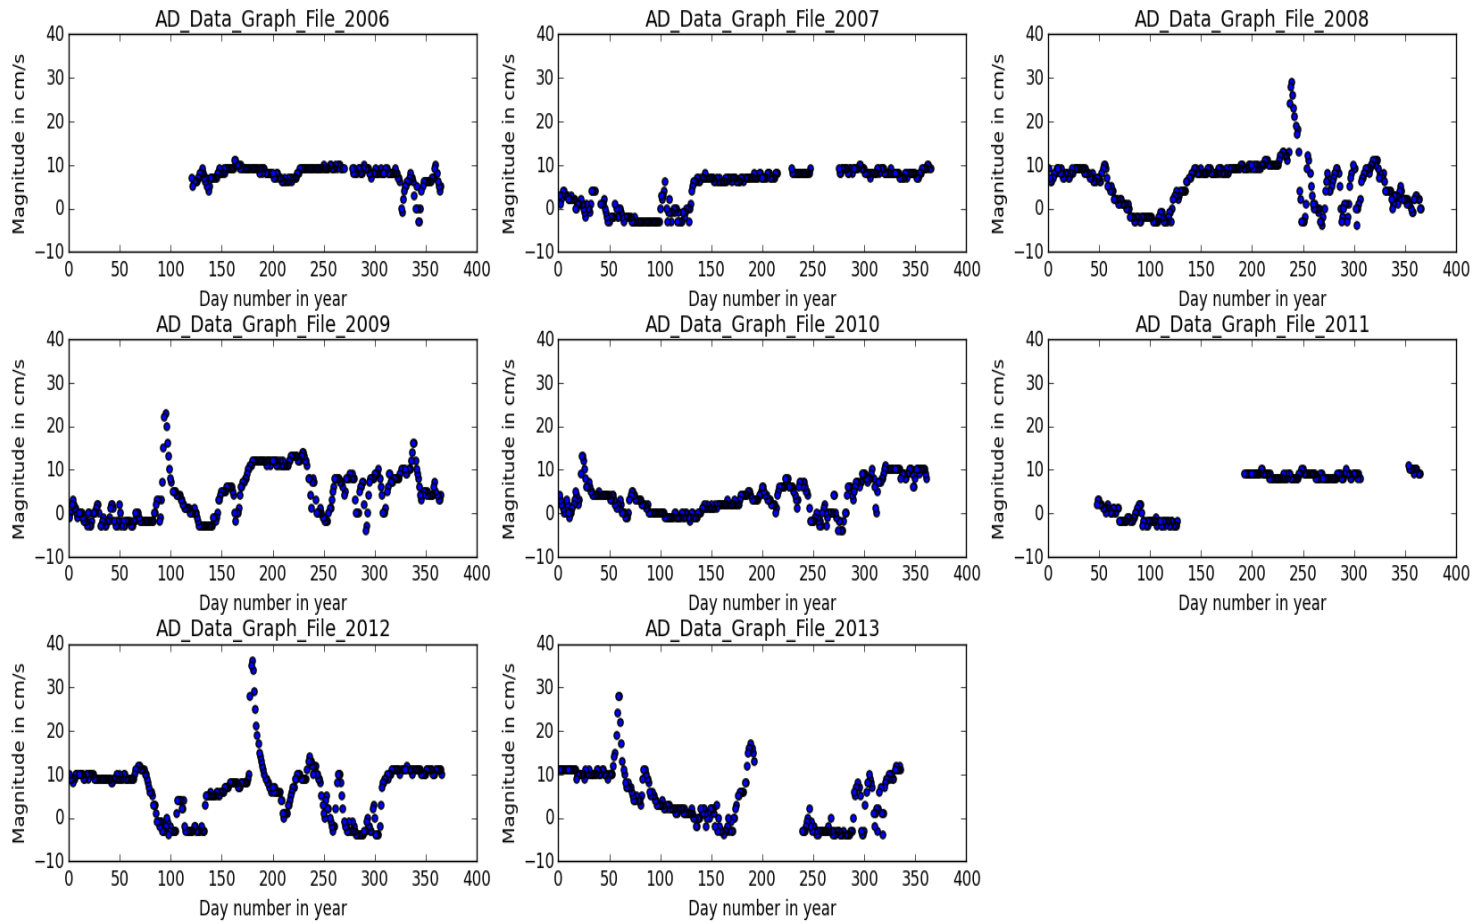 AD_Data_Graph_File_2006
Magnitude in cm/s
40
30
20
10
0
−10
0 50 100 150 200 250 300 350 400
Day number in year
AD_Data_Graph_File_2007
Magnitude in cm/s
40
30
20
10
0
−10
0 50 100 150 200 250 300 350 400
Day number in year
AD_Data_Graph_File_2008
Magnitude in cm/s
40
30
20
10
0
−10
0 50 100 150 200 250 300 350 400
Day number in year
AD_Data_Graph_File_2009
Magnitude in cm/s
40
30
20
10
0
−10
0 50 100 150 200 250 300 350 400
Day number in year
AD_Data_Graph_File_2010
Magnitude in cm/s
40
30
20
10
0
−10
0 50 100 150 200 250 300 350 400
Day number in year
AD_Data_Graph_File_2011
Magnitude in cm/s
40
30
20
10
0
−10
0 50 100 150 200 250 300 350 400
Day number in year
AD_Data_Graph_File_2012
Magnitude in cm/s
40
30
20
10
0
−10
0 50 100 150 200 250 300 350 400
Day number in year
AD_Data_Graph_File_2013
Magnitude in cm/s
40
30
20
10
0
−10
0 50 100 150 200 250 300 350 400
Day number in year